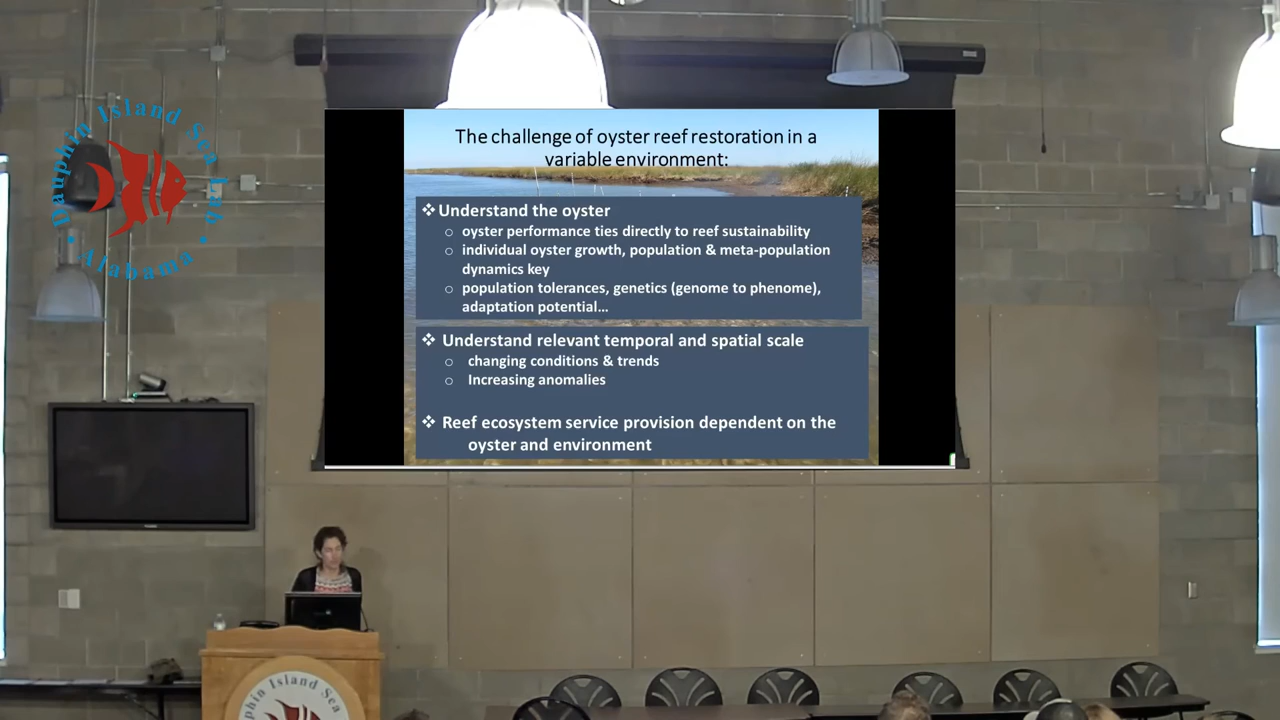 Dauphin Island Sea Lab
Alabama
The challenge of oyster reef restoration in a
variable environment:
❖Understand the oyster
○ oyster performance ties directly to reef sustainability
○ individual oyster growth, population & meta-population
dynamics key
○ population tolerances, genetics (genome to phenome),
adaptation potential…
❖ Understand relevant temporal and spatial scale
○ changing conditions & trends
○ Increasing anomalies
❖ Reef ecosystem service provision dependent on the
oyster and environment
Island Sea